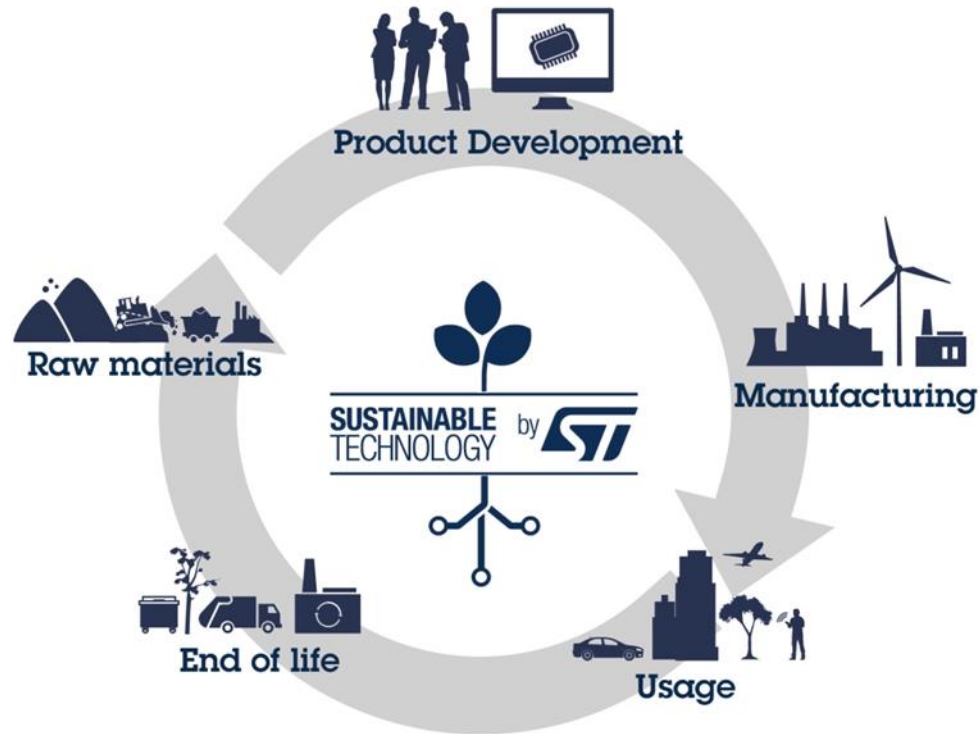 Product Development
Raw materials
Manufacturing
SUSTAINABLE
TECHNOLOGY
by ST
End of life
Usage